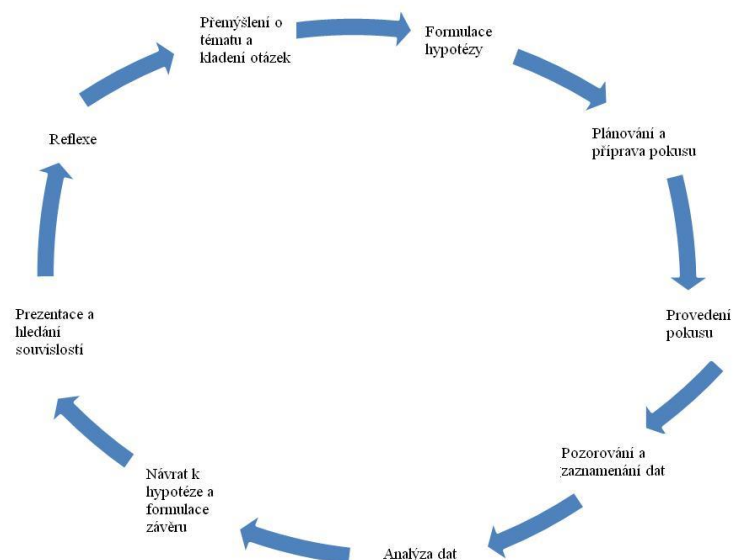 Přemýšlení o
tématu a
kladení otázek
Formulace
hypotézy
Plánování a
příprava pokusu
Provedení
pokusu
Pozorování a
zaznamenání dat
Analýza dat
Návrat k
hypotéze a
formulace
závěru
Prezentace a
hledání
souvislostí
Reflexe